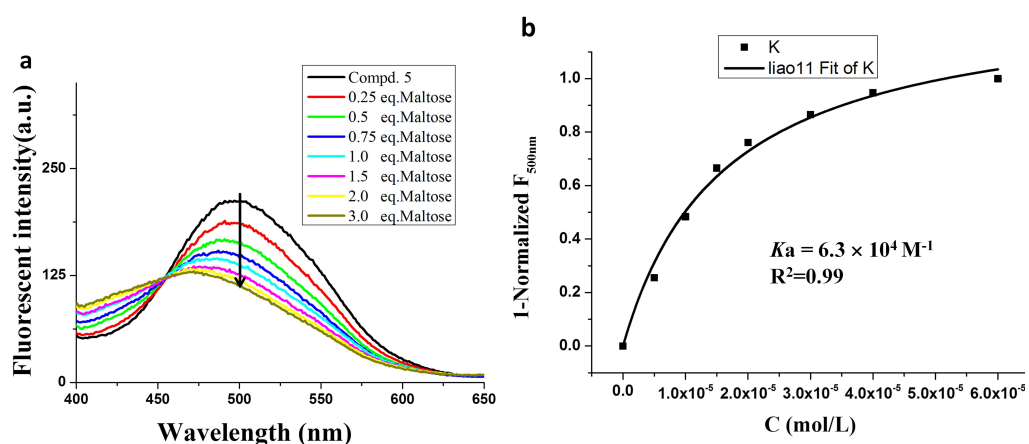 a
Fluorescent intensity(a.u.)
250
125
0
400
450
500
550
600
650
Wavelength (nm)
Compd. 5
0.25 eq.Maltose
0.5 eq.Maltose
0.75 eq.Maltose
1.0 eq.Maltose
1.5 eq.Maltose
2.0 eq.Maltose
3.0 eq.Maltose
b
K
liao11 Fit of K
1-Normalized F500nm
1.0
0.8
0.6
0.4
0.2
0.0
Ka = 6.3 × 10⁴ M⁻¹
R²=0.99
0.0
1.0x10⁻⁵
2.0x10⁻⁵
3.0x10⁻⁵
4.0x10⁻⁵
5.0x10⁻⁵
6.0x10⁻⁵
C (mol/L)